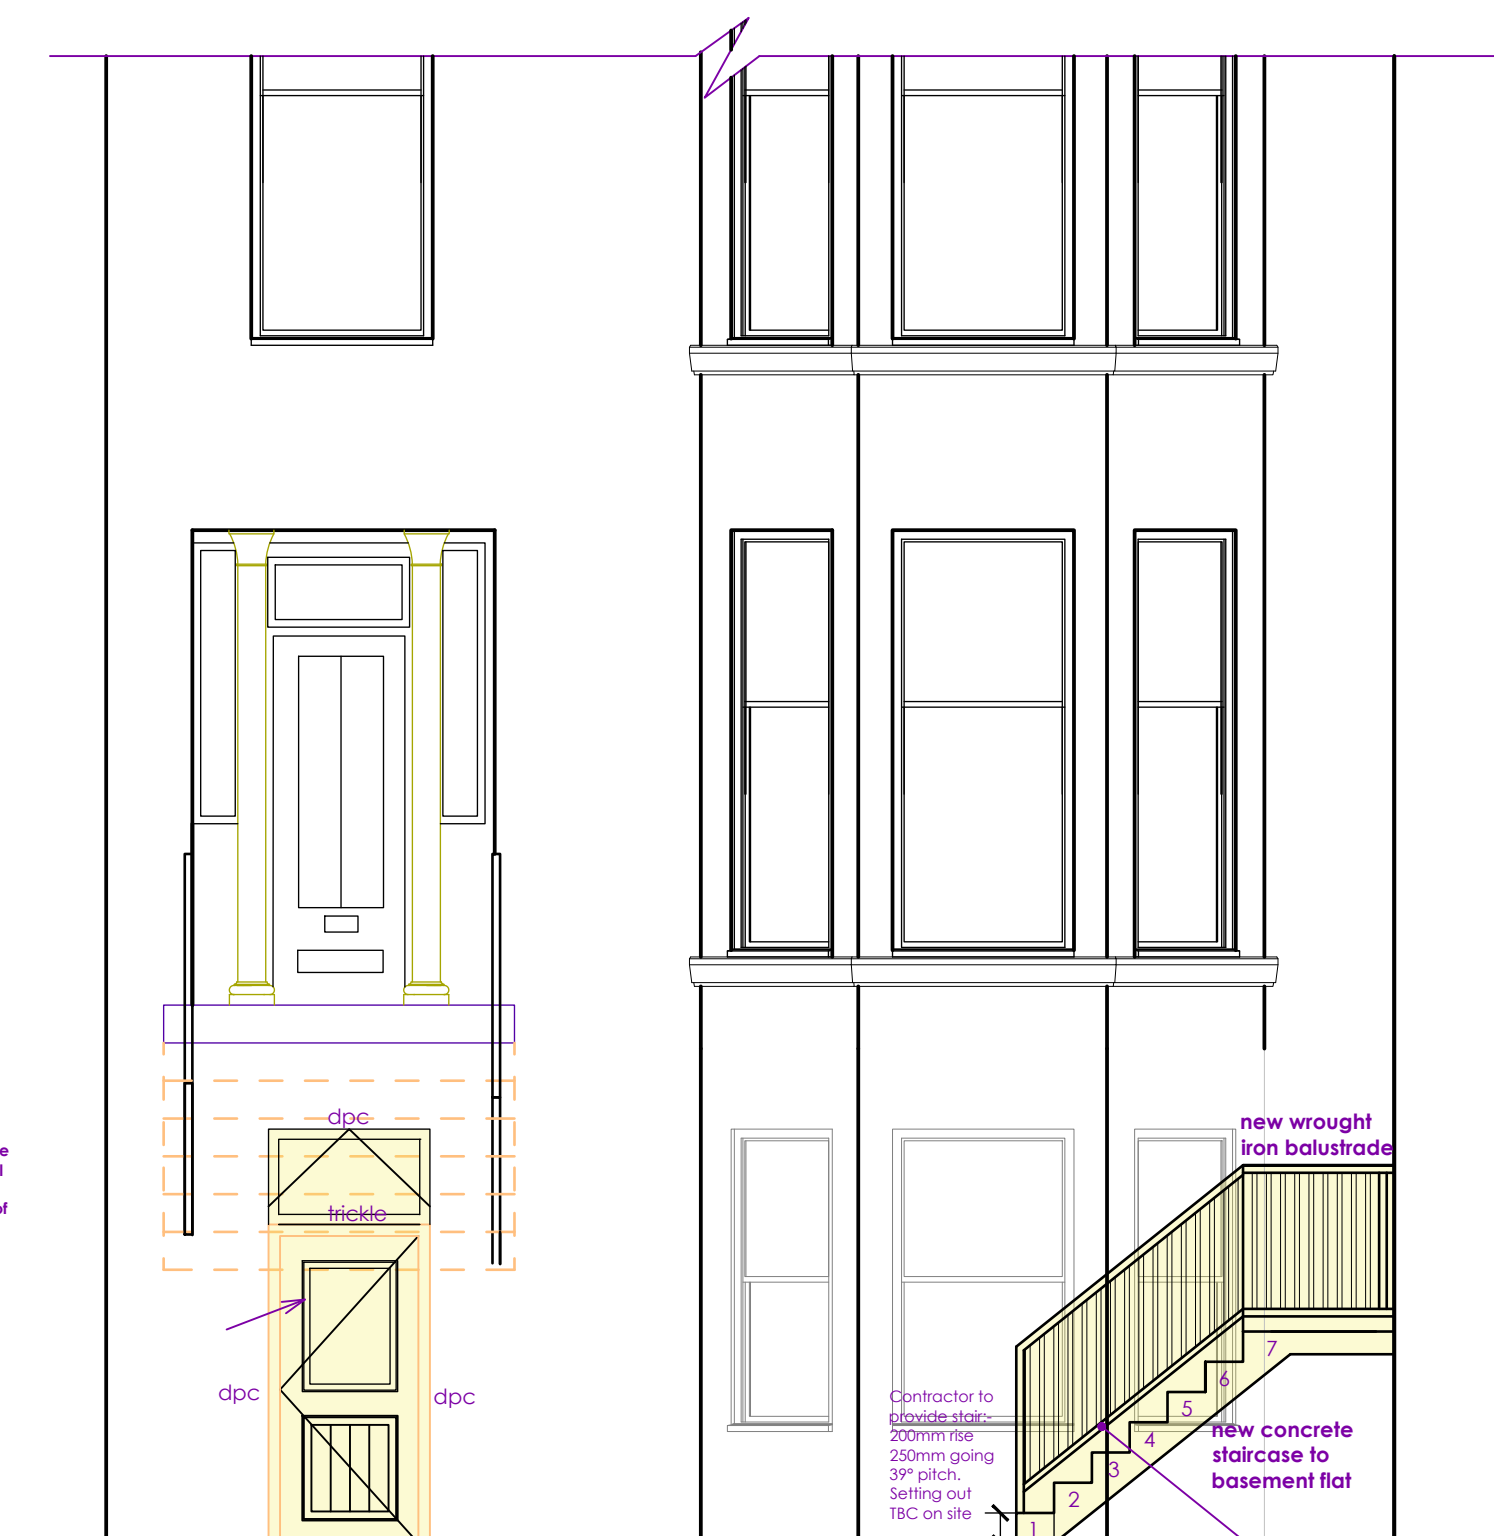 dpc
trickle
dpc
dpc
e
l
of
new wrought
iron balustrade
Contractor to
provide stair:-
200mm rise
250mm going
39° pitch.
Setting out
TBC on site
1
2
3
4
5
6
7
new concrete
staircase to
basement flat